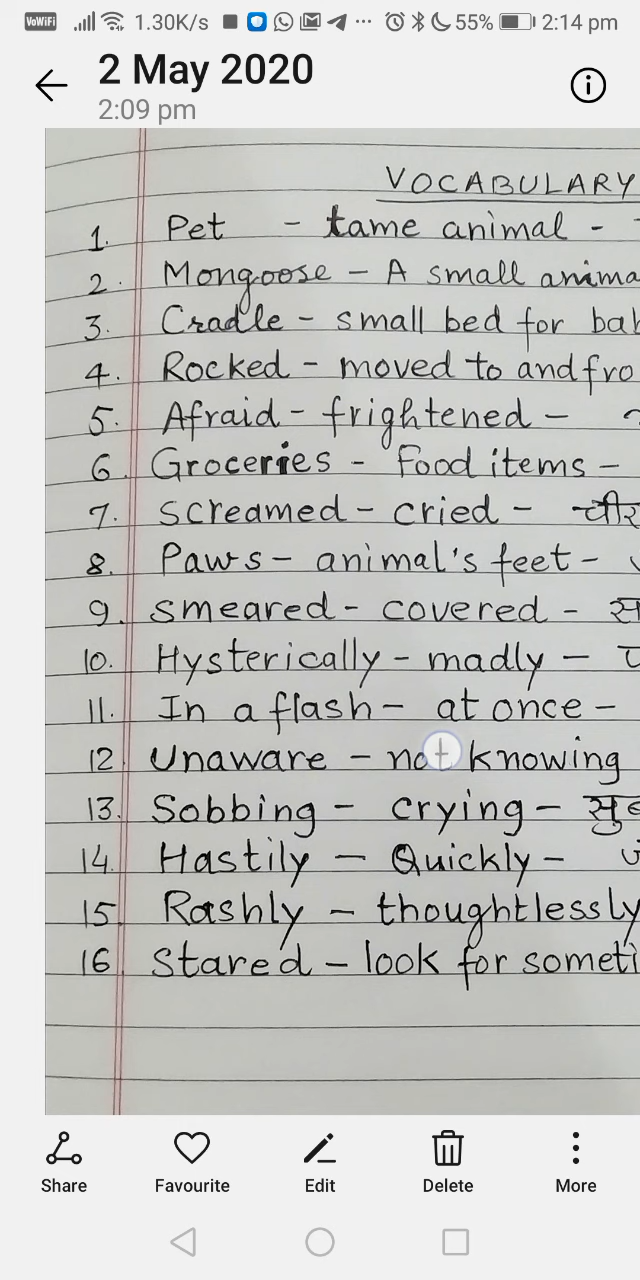 VoWiFi 1.30K/s ... 55% 2:14 pm
2 May 2020
2:09 pm
VOCABULARY
1. Pet - tame animal -
2. Mongoose - A small anima
3. Cradle - small bed for bab
4. Rocked - moved to and fro
5. Afraid - frightened -
6. Groceries - Food items -
7. Screamed - cried -
8. Paws - animal's feet -
9. Smeared - covered - स
10. Hysterically - madly -
11. In a flash - at once -
12 Unaware - not knowing
13. Sobbing - crying - सुब
14. Hastily - Quickly -
15. Rashly - thoughtlessly
16 Stared - look for someti
Share Favourite Edit Delete More